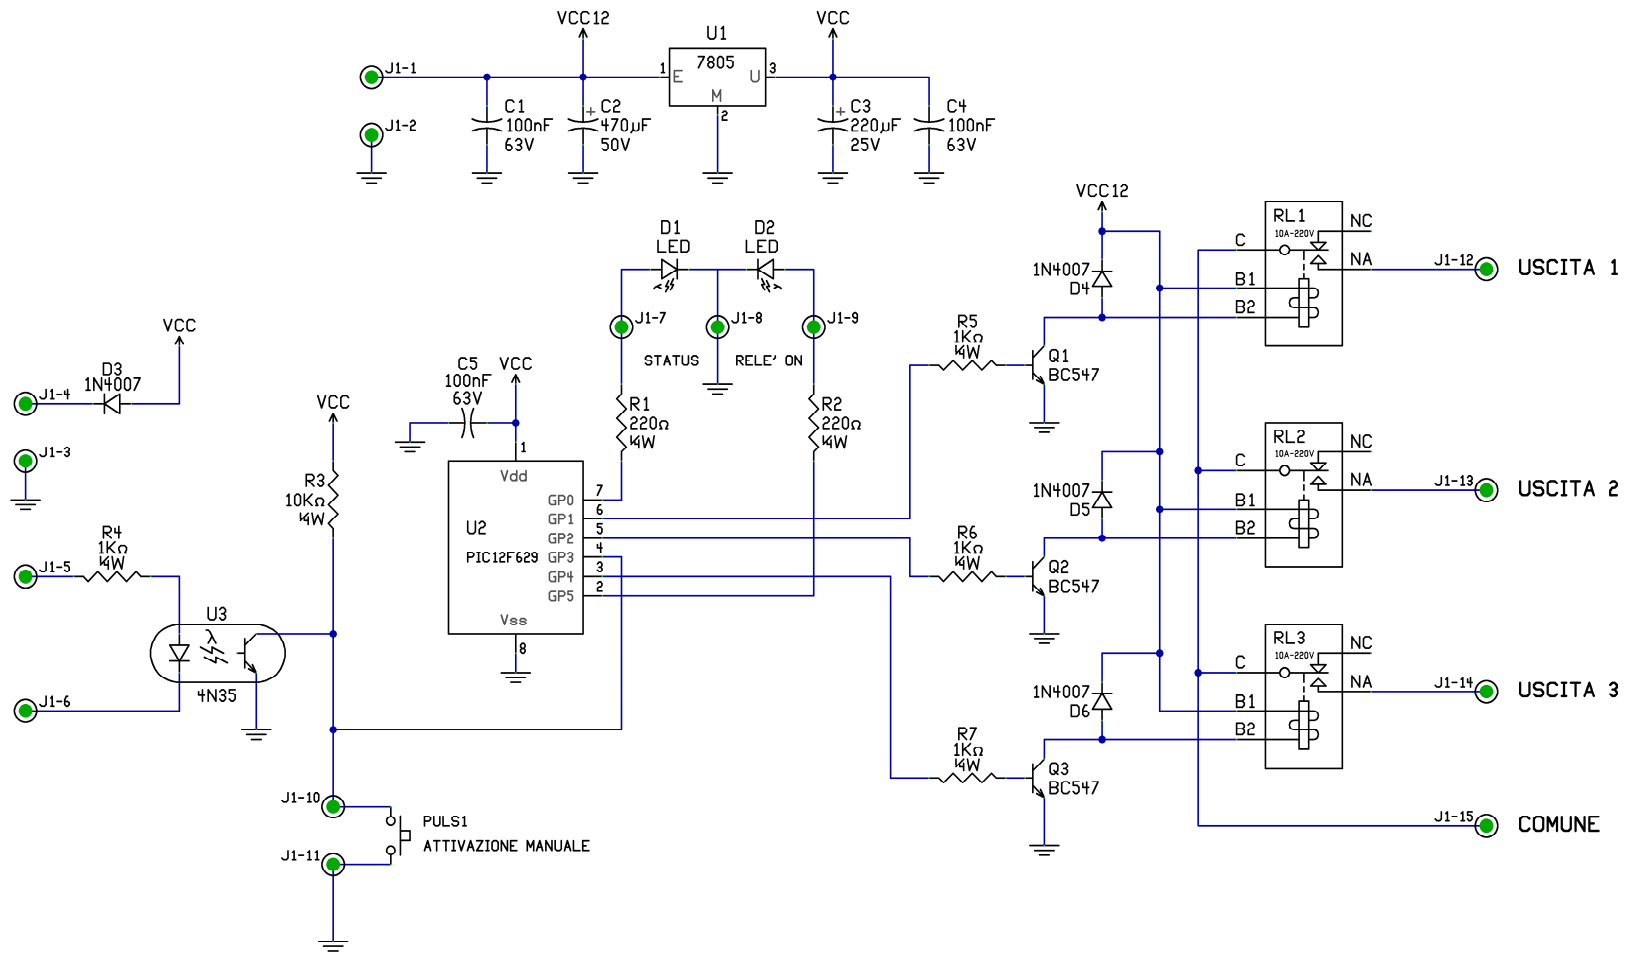 VCC12
U1
7805
E
U
M
1
3
2
VCC
J1-1
J1-2
C1
100nF
63V
C2
470µF
50V
+
C3
220µF
25V
+
C4
100nF
63V
D1
LED
D2
LED
J1-7
J1-8
J1-9
STATUS
RELE' ON
R1
220Ω
¼W
R2
220Ω
¼W
VCC
D3
1N4007
J1-4
J1-3
VCC
R3
10KΩ
¼W
R4
1KΩ
¼W
J1-5
U3
λ
4N35
J1-6
C5
100nF
63V
VCC
1
Vdd
U2
PIC12F629
GP0
7
GP1
6
GP2
5
GP3
4
GP4
3
GP5
2
Vss
8
J1-10
J1-11
PULS1
ATTIVAZIONE MANUALE
VCC12
1N4007
D4
R5
1KΩ
¼W
Q1
BC547
RL1
10A-220V
C
B1
B2
NC
NA
J1-12
USCITA 1
1N4007
D5
R6
1KΩ
¼W
Q2
BC547
RL2
10A-220V
C
B1
B2
NC
NA
J1-13
USCITA 2
1N4007
D6
R7
1KΩ
¼W
Q3
BC547
RL3
10A-220V
C
B1
B2
NC
NA
J1-14
USCITA 3
J1-15
COMUNE